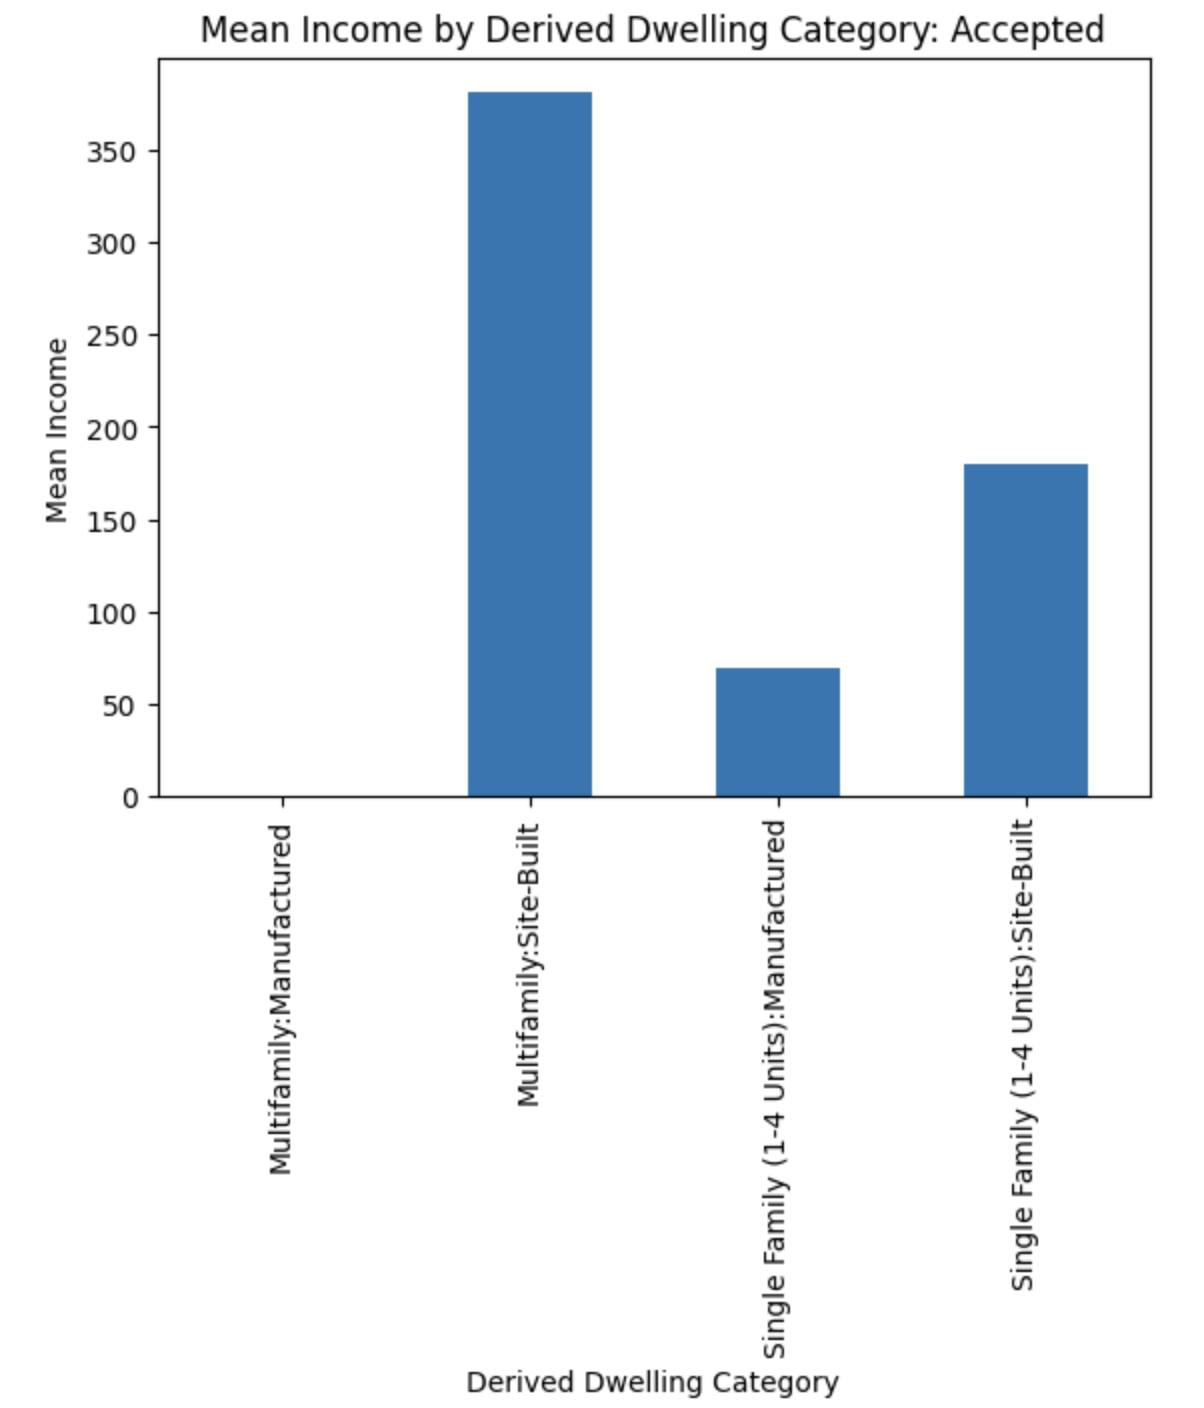 Mean Income by Derived Dwelling Category: Accepted
Mean Income
350
300
250
200
150
100
50
0
Multifamily:Manufactured
Multifamily:Site-Built
Single Family (1-4 Units):Manufactured
Single Family (1-4 Units):Site-Built
Derived Dwelling Category